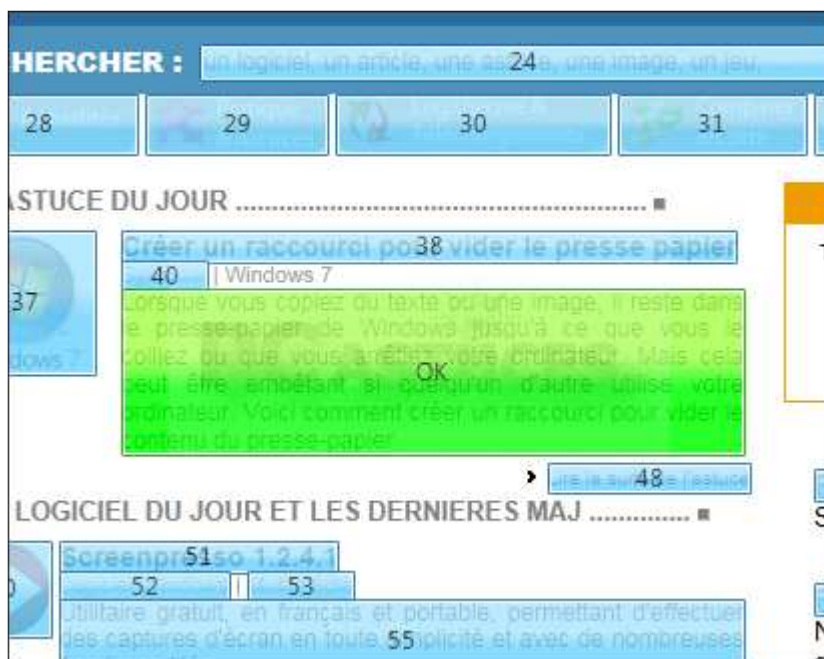 HERCHER :
un logiciel, un article, une 24 une image, un jeu,
28
29
30
31
ASTUCE DU JOUR
Créer un raccourci pour 38 vider le presse papier
40 | Windows 7
37
dows 7
Lorsque vous copiez du texte ou une image, il reste dans
le presse-papier de Windows jusqu'à ce que vous le
colliez ou que vous arrêtiez votre ordinateur. Mais cela
peut être embêtant si quelqu'un d'autre utilise votre
OK
ordinateur. Voici comment créer un raccourci pour vider le
contenu du presse-papier.
48
LOGICIEL DU JOUR ET LES DERNIERES MAJ
51
Screenpresso 1.2.4.1
52 | 53
Utilitaire gratuit, en français et portable, permettant d'effectuer
des captures d'écran en toute 55 simplicité et avec de nombreuses